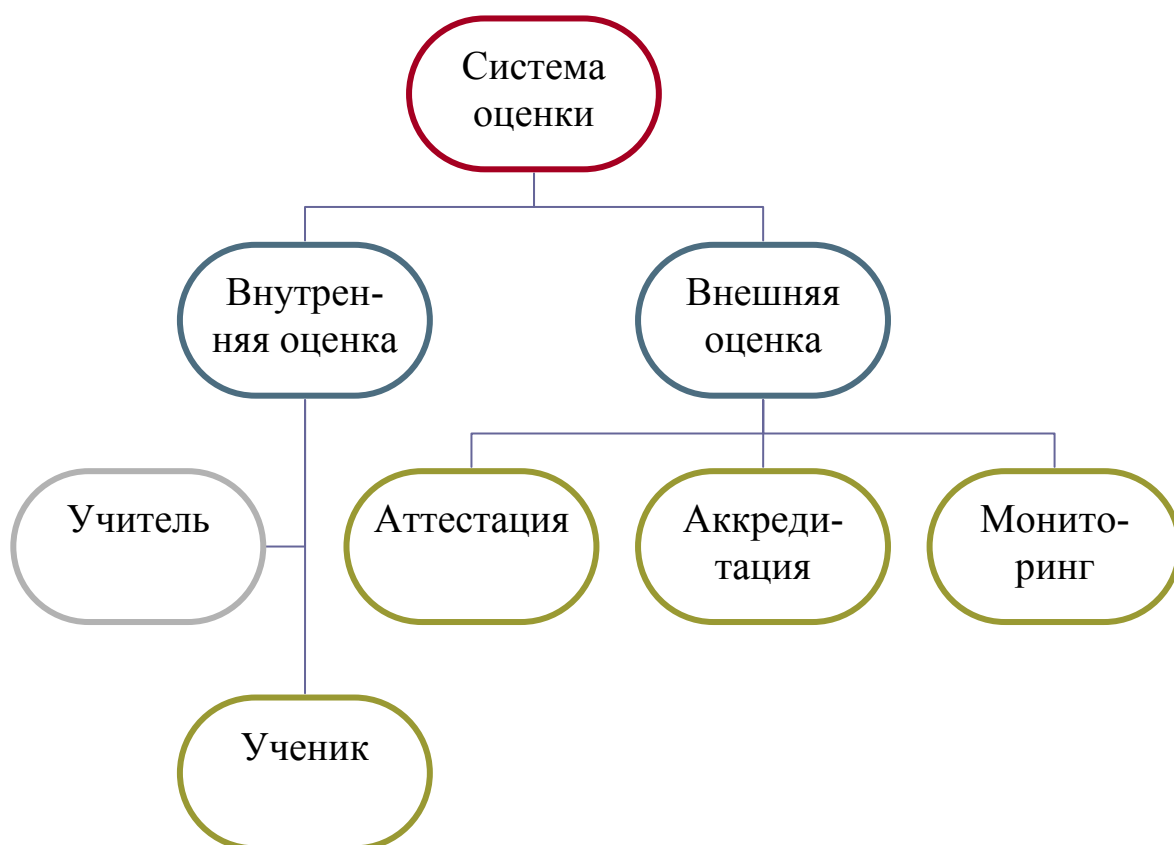 Система
оценки
Внутрен-
няя оценка
Внешняя
оценка
Учитель
Аттестация
Аккреди-
тация
Монито-
ринг
Ученик